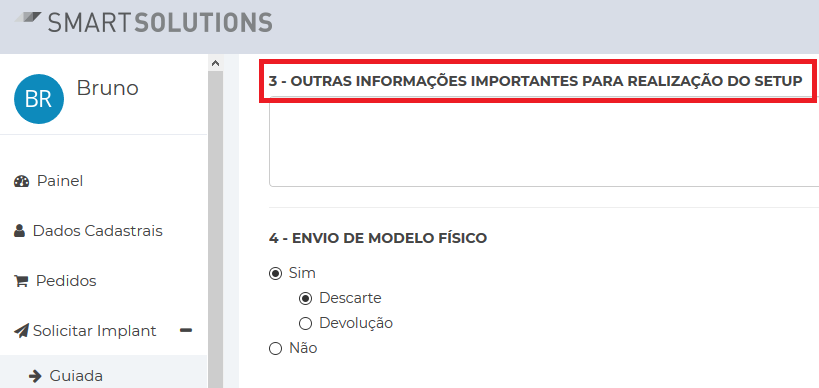 SMARTSOLUTIONS
BR
Bruno
Painel
Dados Cadastrais
Pedidos
Solicitar Implant
Guiada
3 - OUTRAS INFORMAÇÕES IMPORTANTES PARA REALIZAÇÃO DO SETUP
4 - ENVIO DE MODELO FÍSICO
Sim
Descarte
Devolução
Não